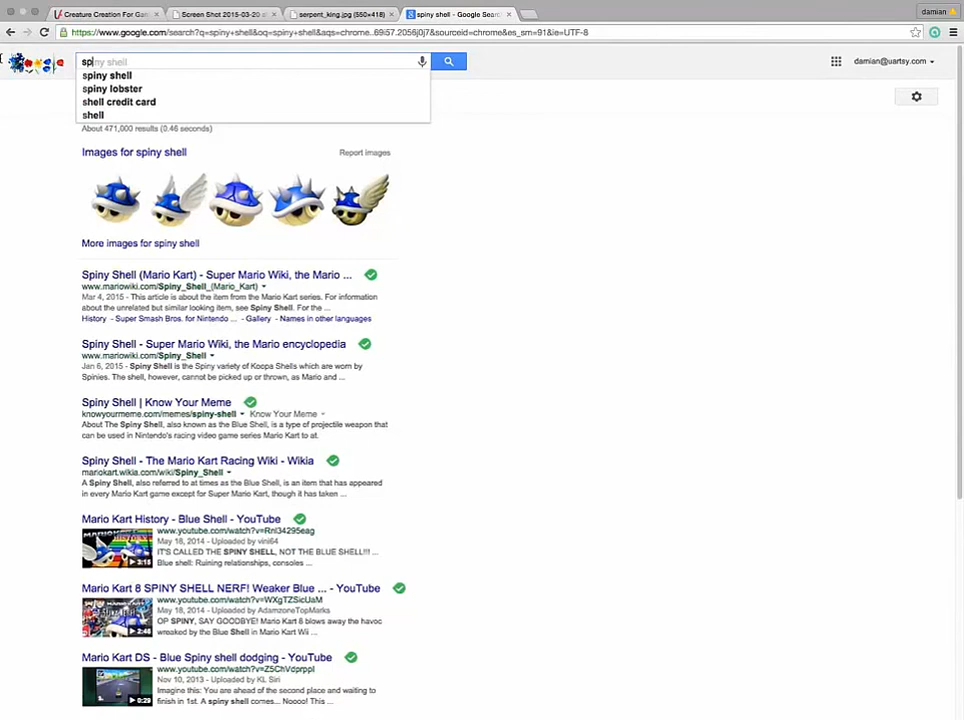 Creature Creation For Gam
Screen Shot 2015-03-20 at
serpent_king.jpg (550×418)
spiny shell - Google Search
damian
https://www.google.com/search?q=spiny+shell&oq=spiny+shell&aqs=chrome..69i57.2056j0j7&sourceid=chrome&es_sm=91&ie=UTF-8
spiny shell
damian@uartsy.com
spiny shell
spiny lobster
shell credit card
shell
About 471,000 results (0.46 seconds)
Images for spiny shell
Report images
More images for spiny shell
Spiny Shell (Mario Kart) - Super Mario Wiki, the Mario ...
www.mariowiki.com/Spiny_Shell_(Mario_Kart)
Mar 4, 2015 - This article is about the item from the Mario Kart series. For information
about the unrelated but similar looking item, see Spiny Shell. For the ...
History - Super Smash Bros. for Nintendo ... - Gallery - Names in other languages
Spiny Shell - Super Mario Wiki, the Mario encyclopedia
www.mariowiki.com/Spiny_Shell
Jan 6, 2015 - Spiny Shell is the Spiny variety of Koopa Shells which are worn by
Spinies. The shell, however, cannot be picked up or thrown, as Mario and ...
Spiny Shell | Know Your Meme
knowyourmeme.com/memes/spiny-shell Know Your Meme
About The Spiny Shell, also known as the Blue Shell, is a type of projectile weapon that
can be used in Nintendo's racing video game series Mario Kart to at.
Spiny Shell - The Mario Kart Racing Wiki - Wikia
mariokart.wikia.com/wiki/Spiny_Shell
A Spiny Shell, also referred to at times as the Blue Shell, is an item that has appeared
in every Mario Kart game except for Super Mario Kart, though it has taken ...
Mario Kart History - Blue Shell - YouTube
www.youtube.com/watch?v=Rnl34295eag
May 18, 2014 - Uploaded by vini64
IT'S CALLED THE SPINY SHELL, NOT THE BLUE SHELL!!! ...
Blue shell: Ruining relationships, consoles ...
3:15
Mario Kart 8 SPINY SHELL NERF! Weaker Blue ... - YouTube
www.youtube.com/watch?v=WXgTZSicUaM
May 18, 2014 - Uploaded by AdamzoneTopMarks
OP SPINY, SAY GOODBYE! Mario Kart 8 blows away the havoc
wreaked by the Blue Shell in Mario Kart Wii ...
2:46
Mario Kart DS - Blue Spiny shell dodging - YouTube
www.youtube.com/watch?v=Z5ChVdprppI
Nov 10, 2013 - Uploaded by KL Siri
Imagine this: You are ahead of the second place and waiting to
finish in 1st. A spiny shell comes... Noooo! This ...
0:29